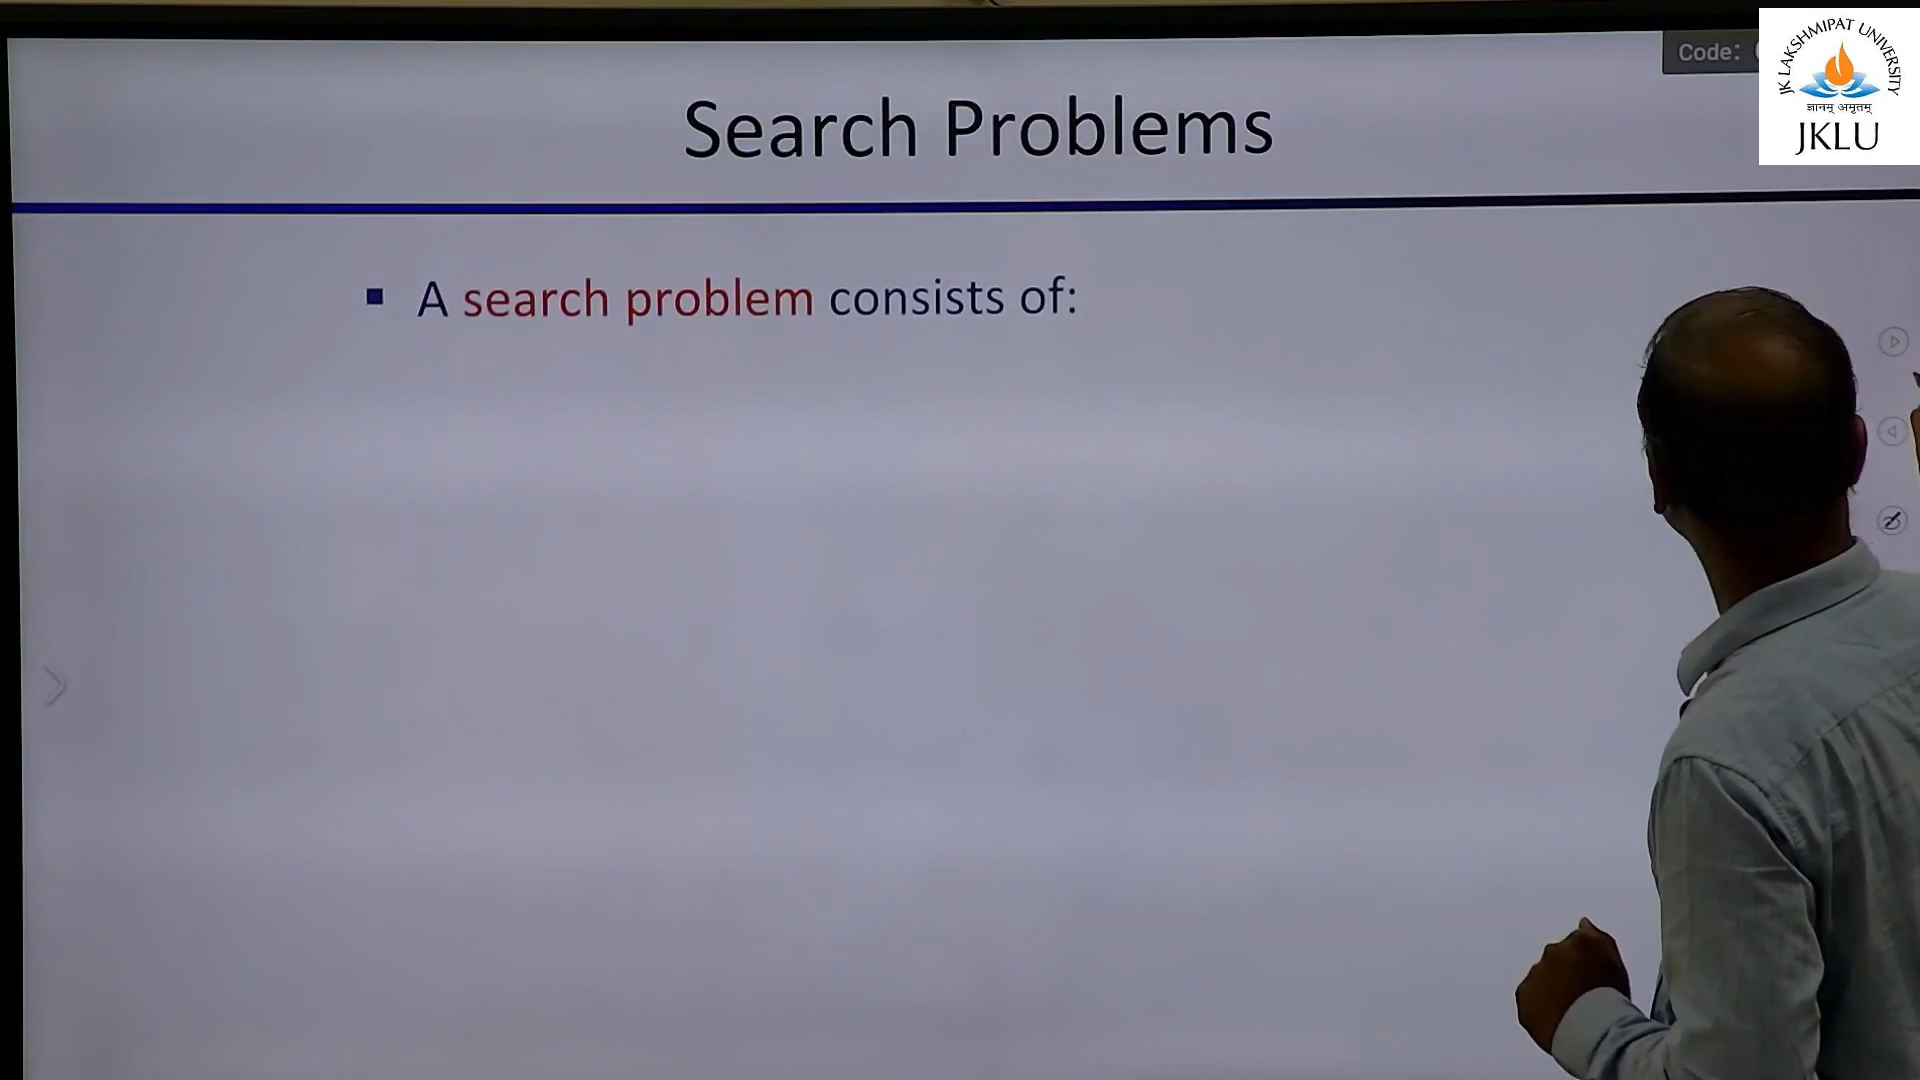 Code:
JK LAKSHMIPAT UNIVERSITY
ज्ञानम् अमृतम्
JKLU
Search Problems
▪ A search problem consists of: